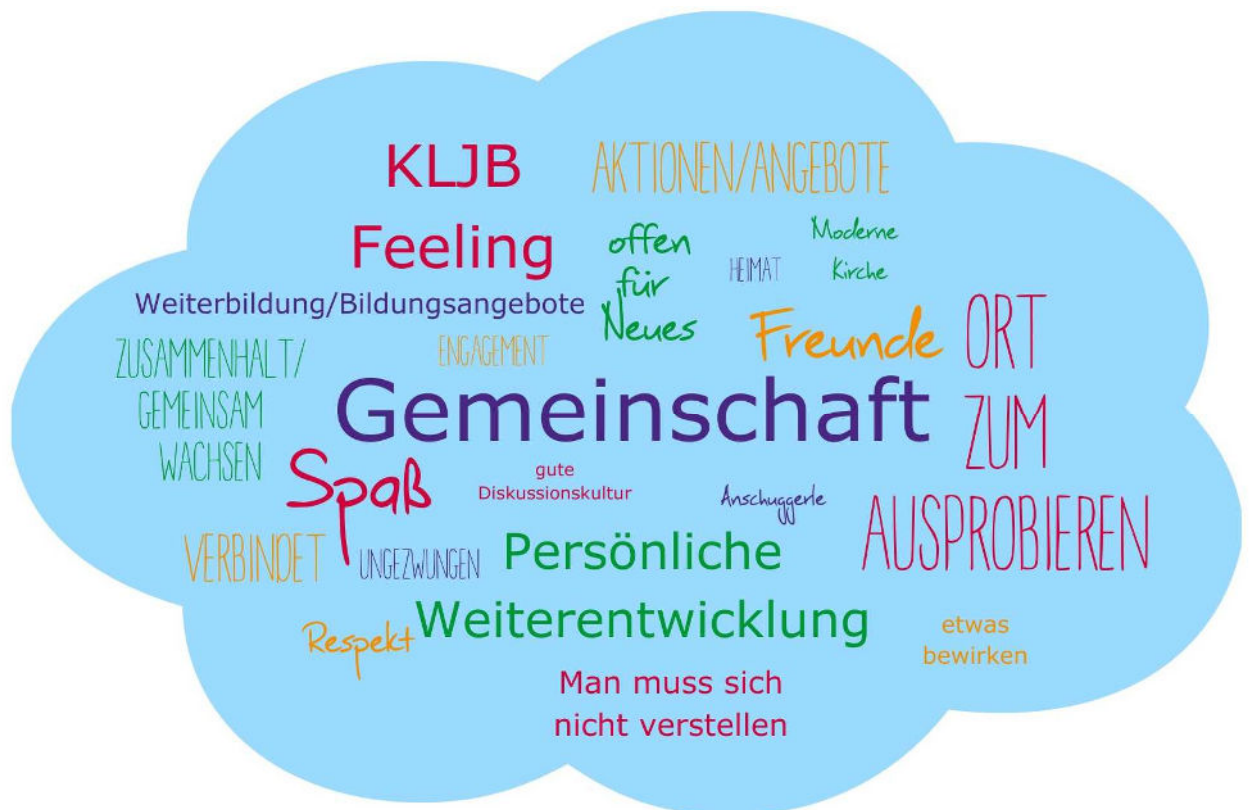 KLJB
Feeling
AKTIONEN/ANGEBOTE
offen
für
Neues
HEIMAT
Moderne
Kirche
Weiterbildung/Bildungsangebote
ZUSAMMENHALT/
GEMEINSAM
WACHSEN
ENGAGEMENT
Freunde
ORT
ZUM
AUSPROBIEREN
Gemeinschaft
Spaß
gute
Diskussionskultur
Anschuggerle
VERBINDET
UNGEZWUNGEN
Persönliche
Weiterentwicklung
Respekt
etwas
bewirken
Man muss sich
nicht verstellen